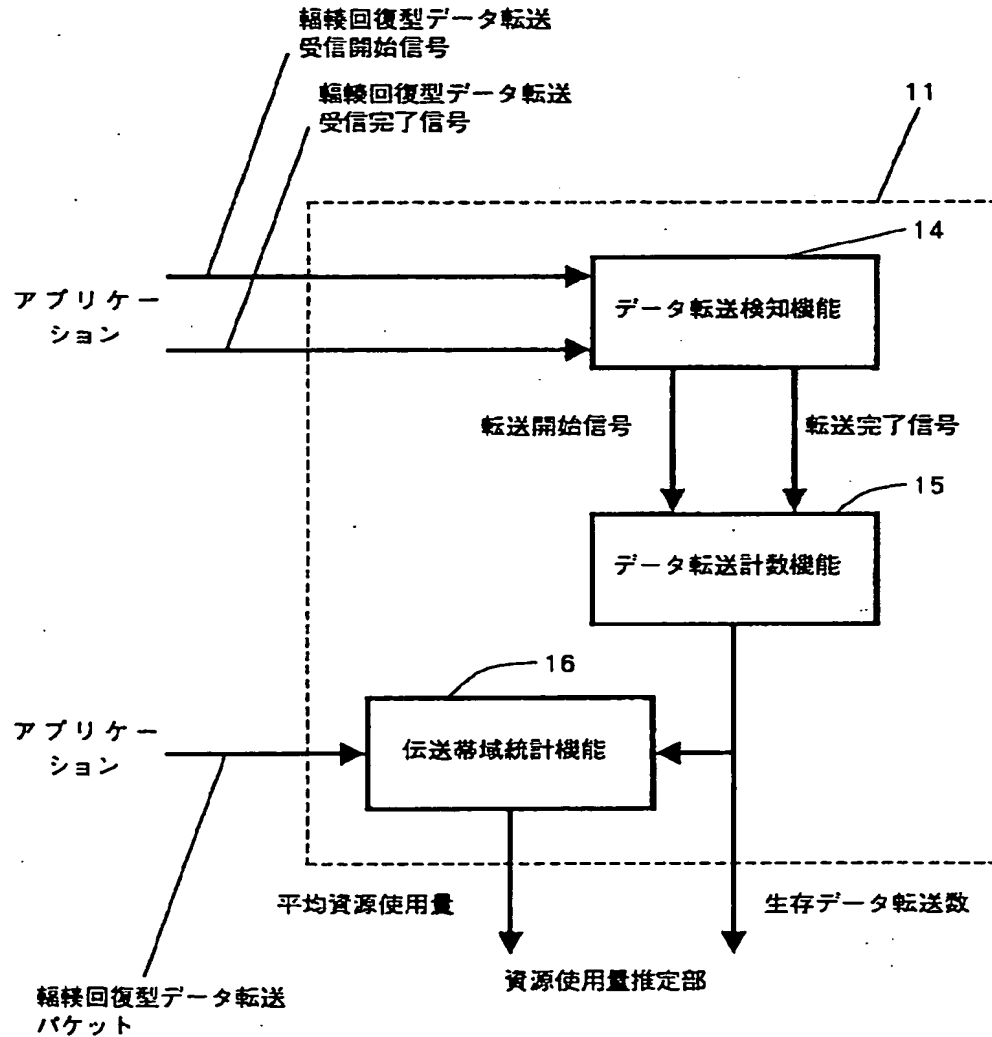 輻輳回復型データ転送
受信開始信号
輻輳回復型データ転送
受信完了信号
11
14
アプリケー
ション
データ転送検知機能
転送開始信号
転送完了信号
15
データ転送計数機能
16
アプリケー
ション
伝送帯域統計機能
平均資源使用量
生存データ転送数
資源使用量推定部
輻輳回復型データ転送
パケット